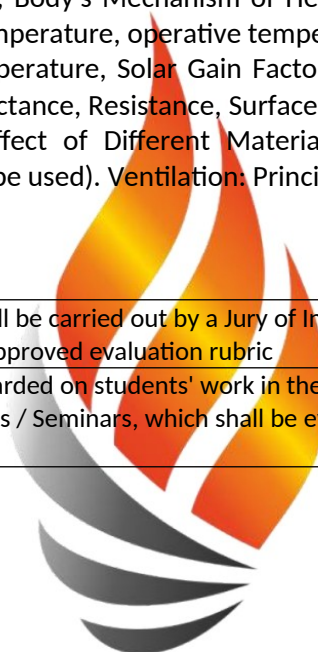 Body's Mechanism of He
mperature, operative tempe
perature, Solar Gain Facto
ctance, Resistance, Surface
ffect of Different Materia
be used). Ventilation: Princi
ll be carried out by a Jury of In
pproved evaluation rubric
arded on students' work in the
s / Seminars, which shall be e